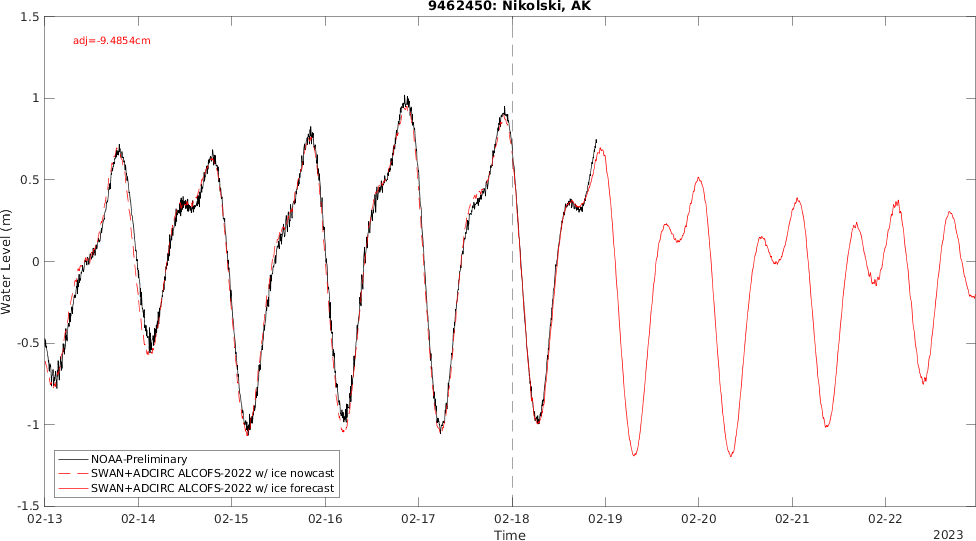 9462450: Nikolski, AK
adj=-9.4854cm
1.5
1
0.5
0
-0.5
-1
-1.5
Water Level (m)
NOAA-Preliminary
SWAN+ADCIRC ALCOFS-2022 w/ ice nowcast
SWAN+ADCIRC ALCOFS-2022 w/ ice forecast
02-13 02-14 02-15 02-16 02-17 02-18 02-19 02-20 02-21 02-22
Time
2023